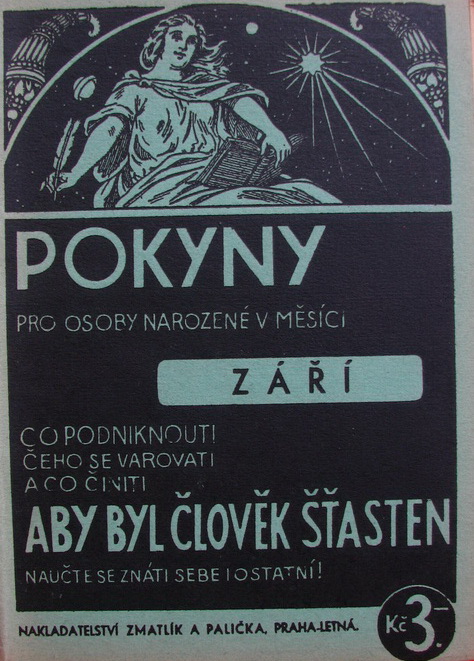 POKYNY
PRO OSOBY NAROZENÉ V MĚSÍCI
ZÁŘÍ
CO PODNIKNOUTI
ČEHO SE VAROVATI
A CO ČINITI
ABY BYL ČLOVĚK ŠŤASTEN
NAUČTE SE ZNÁTI SEBE I OSTATNÍ!
NAKLADATELSTVÍ ZMATLÍK A PALIČKA, PRAHA-LETNÁ.
Kč 3.–